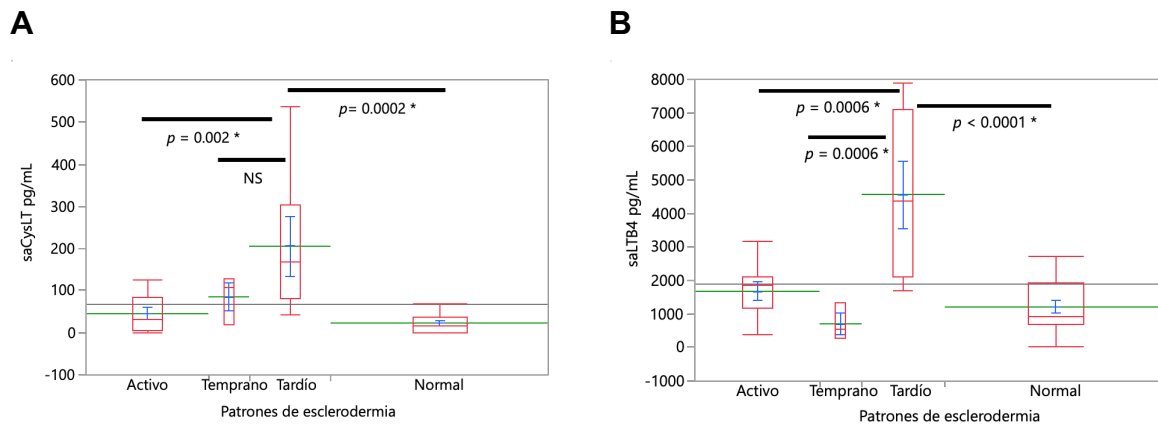 A
saCysLT pg/mL
600
500
400
300
200
100
0
-100
p= 0.0002 *
p = 0.002 *
NS
Activo Temprano Tardío Normal
Patrones de esclerodermia
B
saLTB4 pg/mL
8000
7000
6000
5000
4000
3000
2000
1000
0
-1000
p = 0.0006 *
p < 0.0001 *
p = 0.0006 *
Activo Temprano Tardío Normal
Patrones de esclerodermia